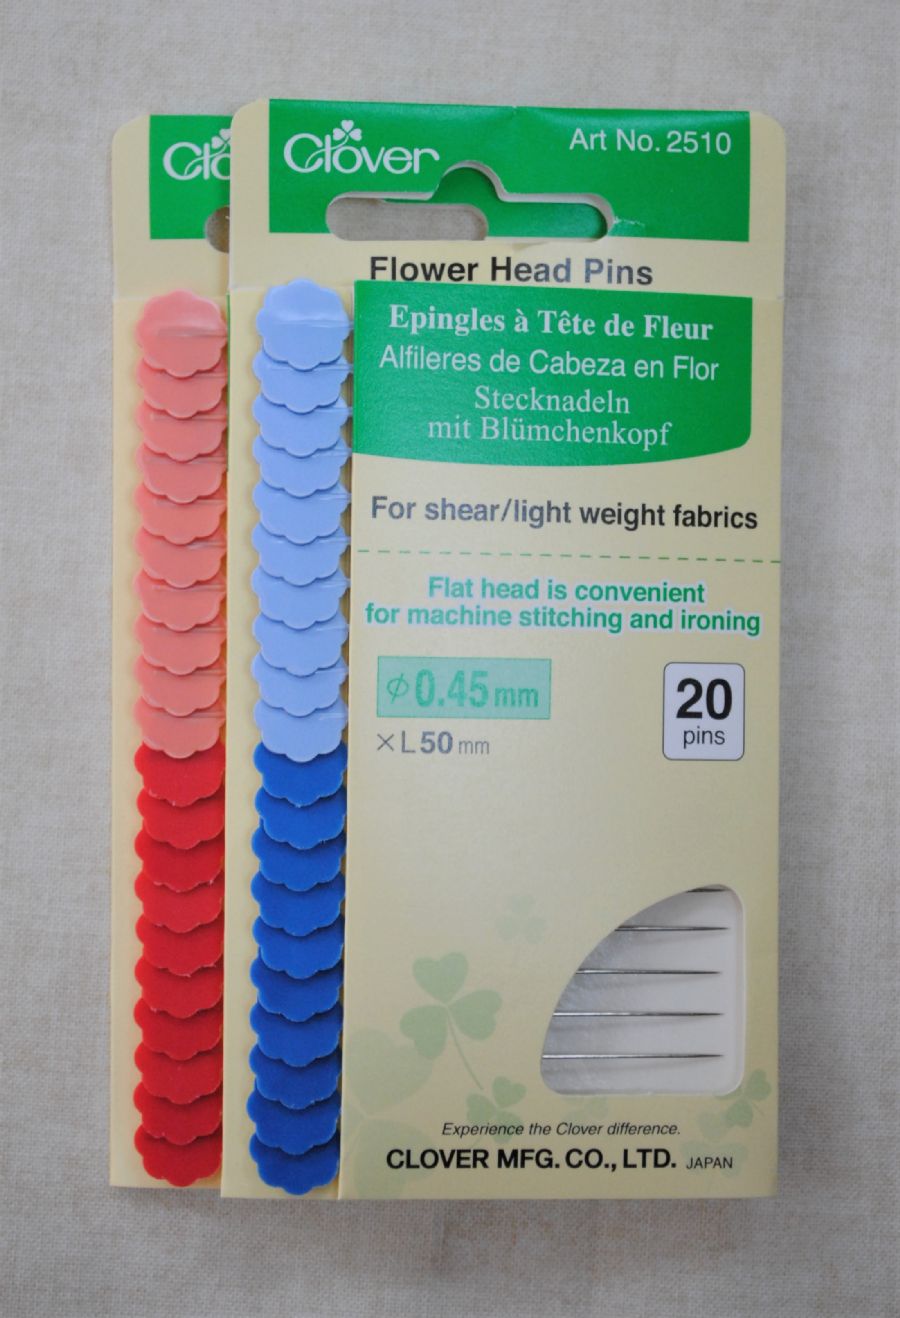 Clo
Clover
Art No. 2510
Flower Head Pins
Epingles à Tête de Fleur
Alfileres de Cabeza en Flor
Stecknadeln
mit Blümchenkopf
For shear/light weight fabrics
Flat head is convenient
for machine stitching and ironing
ϕ0.45mm
×L50mm
20
pins
Experience the Clover difference.
CLOVER MFG. CO., LTD. JAPAN